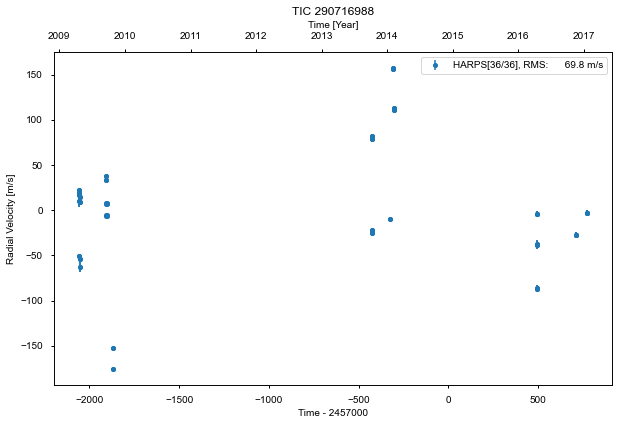 TIC 290716988
Time [Year]
2009 2010 2011 2012 2013 2014 2015 2016 2017
HARPS[36/36], RMS: 69.8 m/s
150
100
50
0
−50
−100
−150
Radial Velocity [m/s]
−2000 −1500 −1000 −500 0 500
Time - 2457000